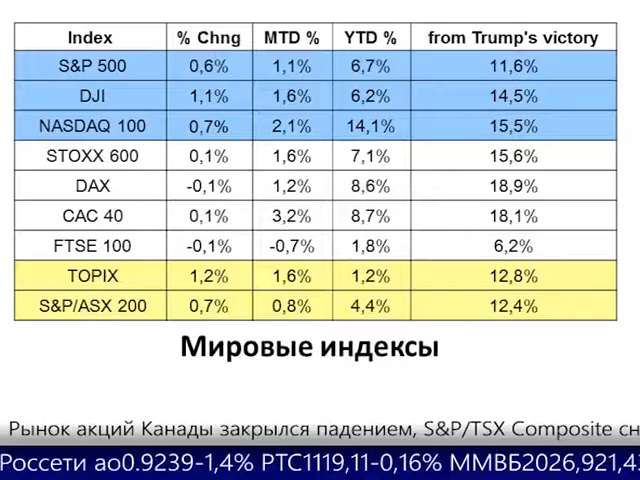 Index % Chng MTD % YTD % from Trump's victory
S&P 500 0,6% 1,1% 6,7% 11,6%
DJI 1,1% 1,6% 6,2% 14,5%
NASDAQ 100 0,7% 2,1% 14,1% 15,5%
STOXX 600 0,1% 1,6% 7,1% 15,6%
DAX -0,1% 1,2% 8,6% 18,9%
CAC 40 0,1% 3,2% 8,7% 18,1%
FTSE 100 -0,1% -0,7% 1,8% 6,2%
TOPIX 1,2% 1,6% 1,2% 12,8%
S&P/ASX 200 0,7% 0,8% 4,4% 12,4%
Мировые индексы
Рынок акций Канады закрылся падением, S&P/TSX Composite сн
Россети ао0.9239-1,4% РТС1119,11-0,16% ММВБ2026,921,43